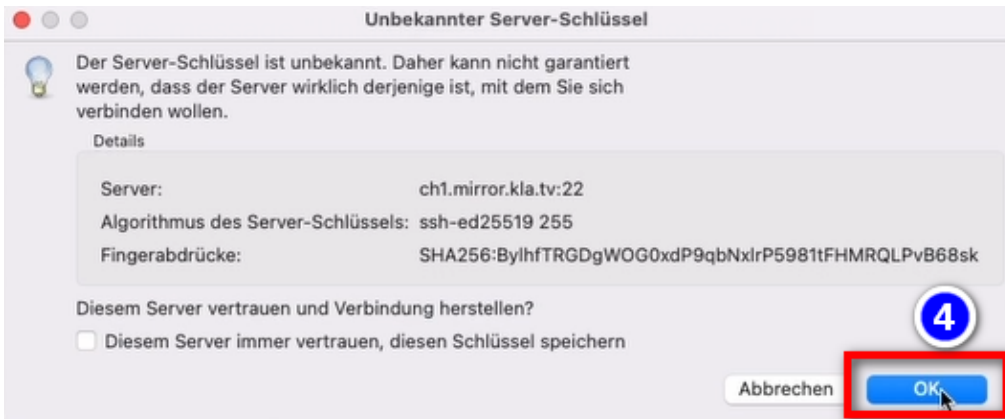 Unbekannter Server-Schlüssel
Der Server-Schlüssel ist unbekannt. Daher kann nicht garantiert
werden, dass der Server wirklich derjenige ist, mit dem Sie sich
verbinden wollen.
Details
Server: ch1.mirror.kla.tv:22
Algorithmus des Server-Schlüssels: ssh-ed25519 255
Fingerabdrücke: SHA256:BylhfTRGDgWOG0xdP9qbNxlrP5981tFHMRQLPvB68sk
Diesem Server vertrauen und Verbindung herstellen?
4
Diesem Server immer vertrauen, diesen Schlüssel speichern
Abbrechen OK